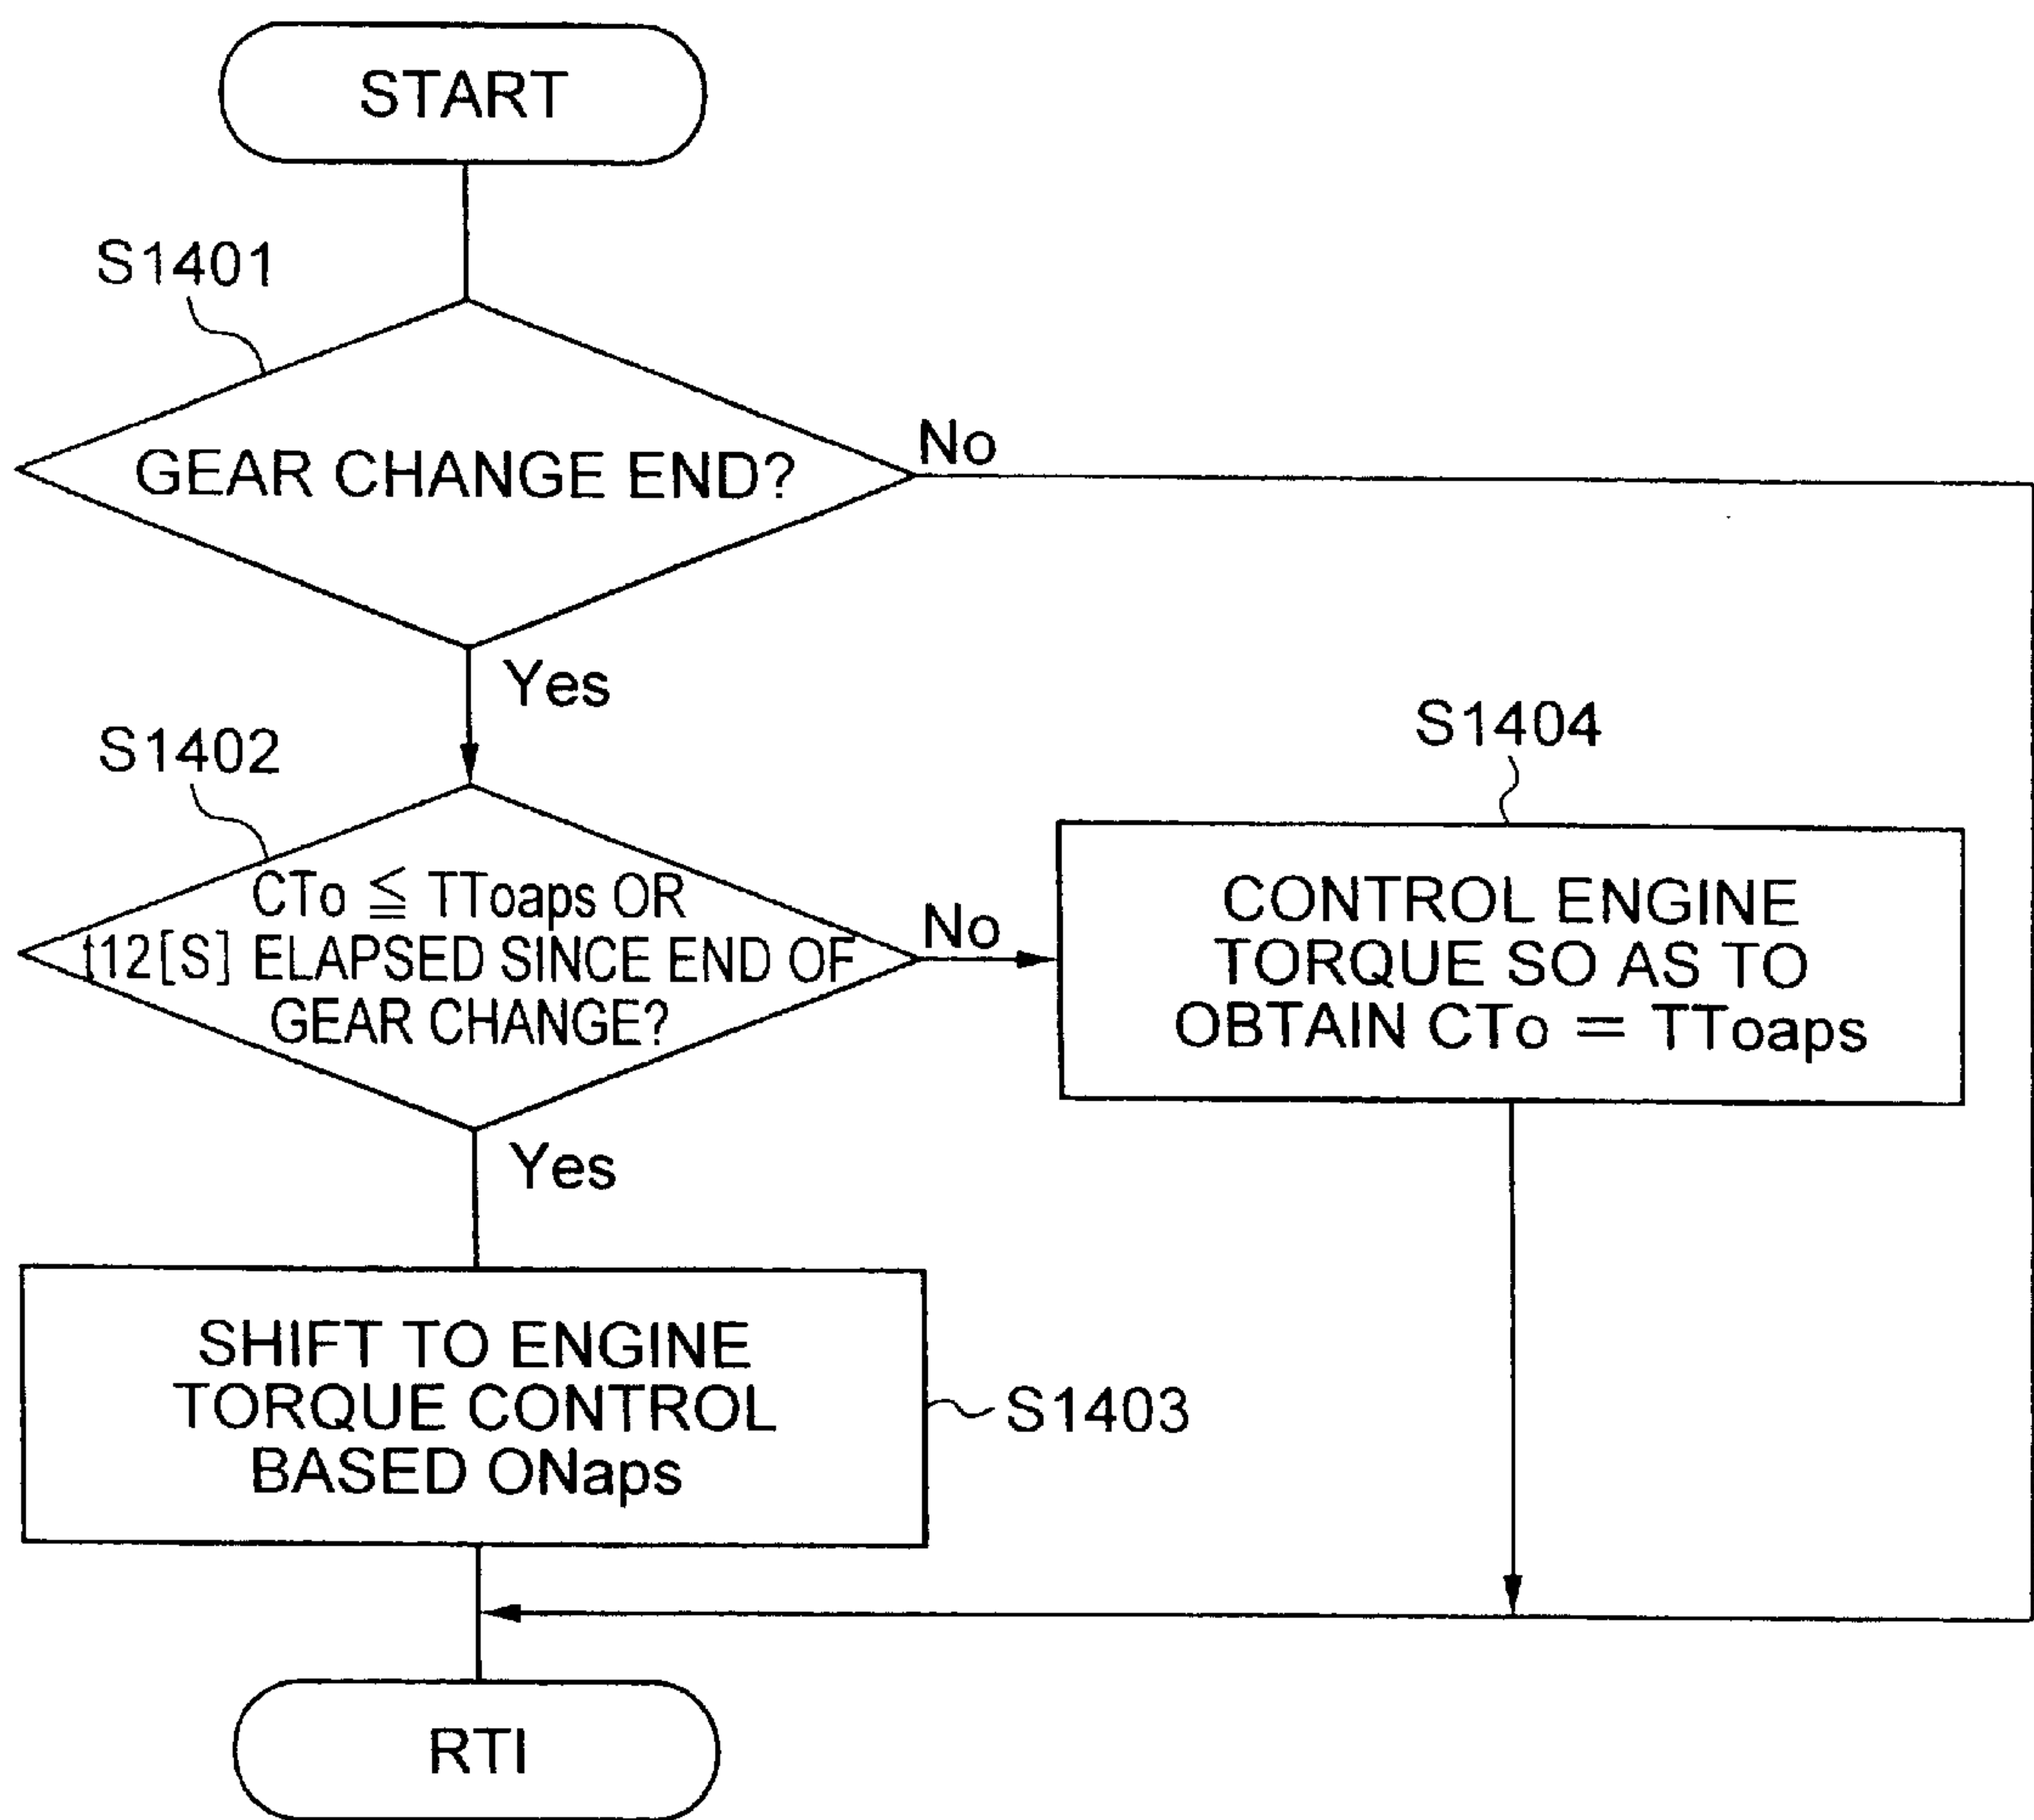 START
S1401
GEAR CHANGE END?
No
Yes
S1402
CTo ≦ TToaps OR
t12[S] ELAPSED SINCE END OF
GEAR CHANGE?
No
S1404
CONTROL ENGINE
TORQUE SO AS TO
OBTAIN CTo = TToaps
Yes
SHIFT TO ENGINE
TORQUE CONTROL
BASED ONaps
S1403
RTI